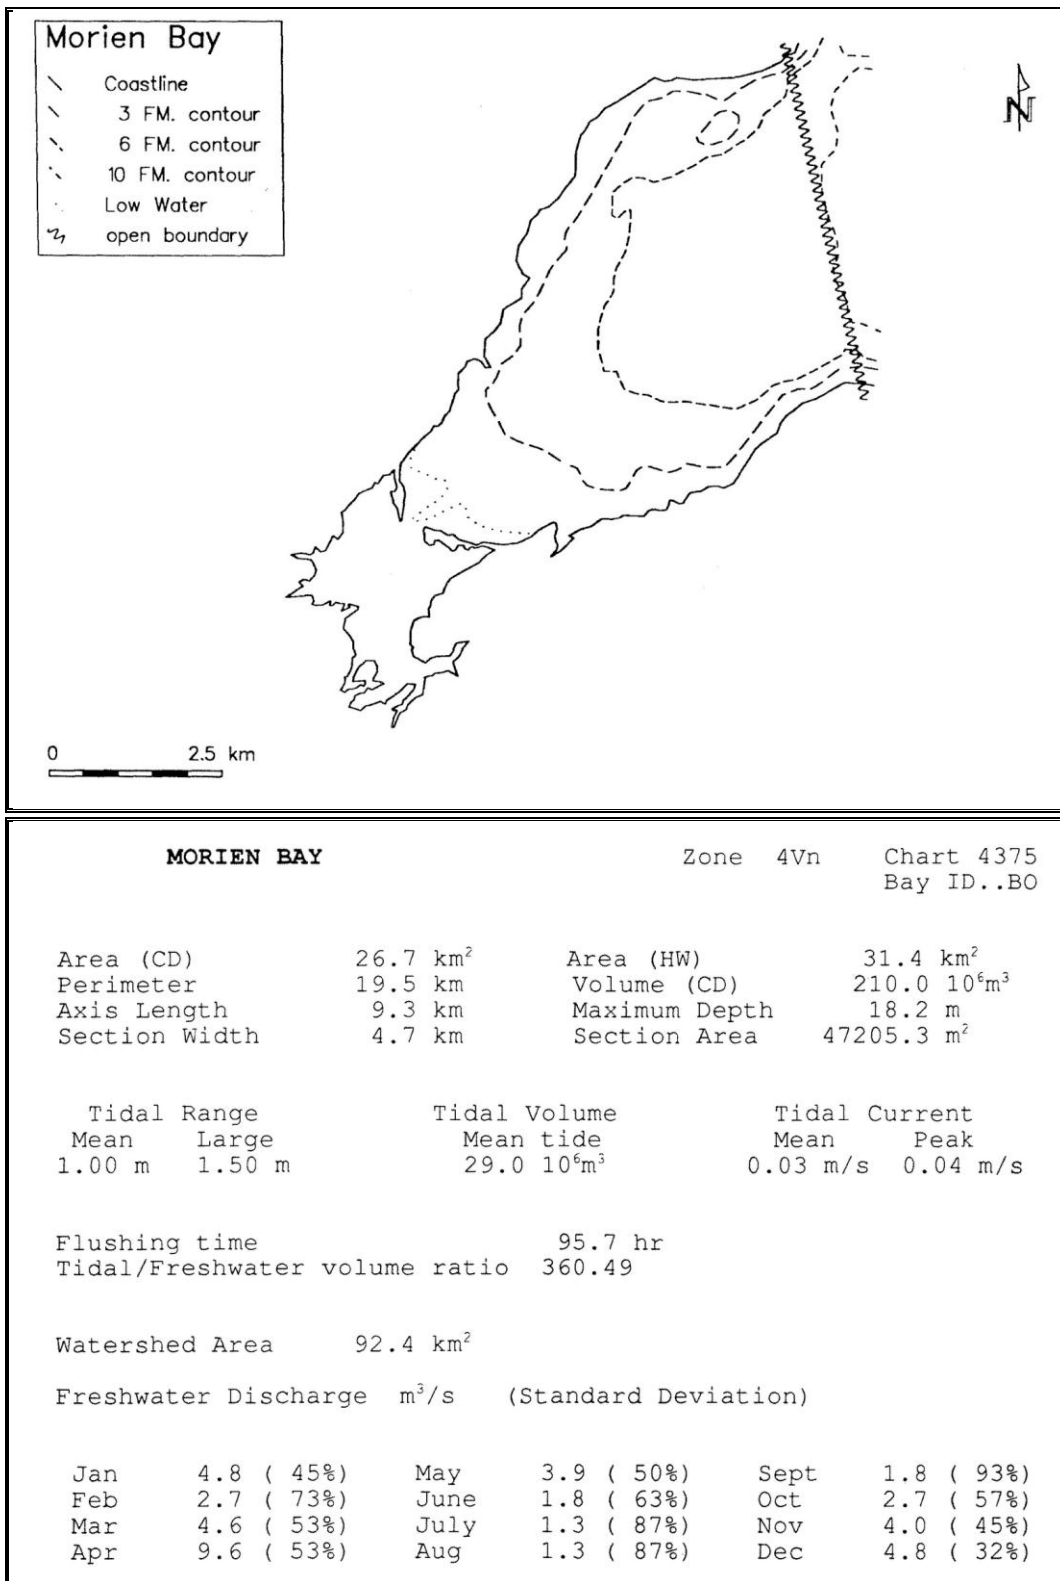 Morien Bay
Coastline
3 FM. contour
6 FM. contour
10 FM. contour
Low Water
open boundary
N
0 2.5 km
MORIEN BAY Zone 4Vn Chart 4375
Bay ID..BO
Area (CD) 26.7 km² Area (HW) 31.4 km²
Perimeter 19.5 km Volume (CD) 210.0 10⁶m³
Axis Length 9.3 km Maximum Depth 18.2 m
Section Width 4.7 km Section Area 47205.3 m²
Tidal Range Tidal Volume Tidal Current
Mean Large Mean tide Mean Peak
1.00 m 1.50 m 29.0 10⁶m³ 0.03 m/s 0.04 m/s
Flushing time 95.7 hr
Tidal/Freshwater volume ratio 360.49
Watershed Area 92.4 km²
Freshwater Discharge m³/s (Standard Deviation)
Jan 4.8 ( 45%) May 3.9 ( 50%) Sept 1.8 ( 93%)
Feb 2.7 ( 73%) June 1.8 ( 63%) Oct 2.7 ( 57%)
Mar 4.6 ( 53%) July 1.3 ( 87%) Nov 4.0 ( 45%)
Apr 9.6 ( 53%) Aug 1.3 ( 87%) Dec 4.8 ( 32%)